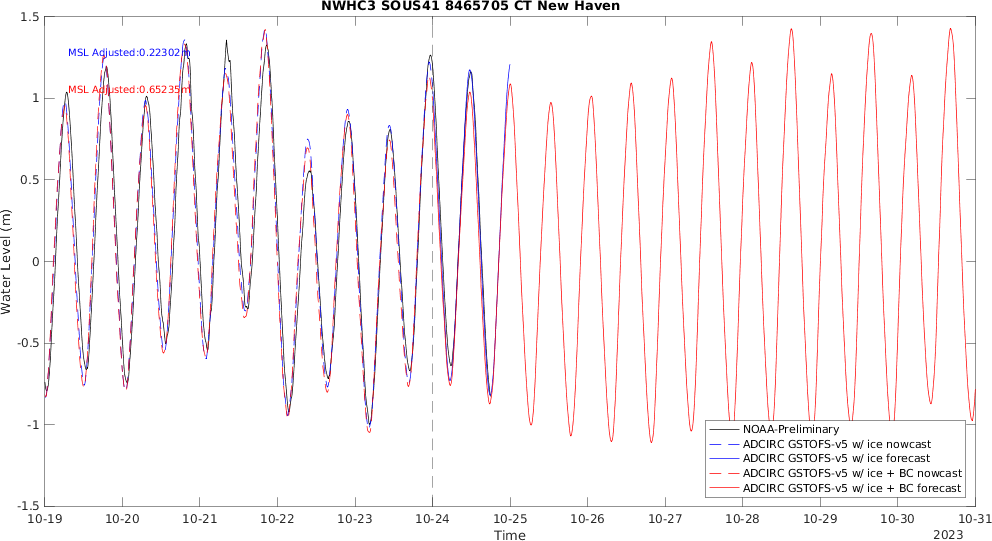 NWHC3 SOUS41 8465705 CT New Haven
1.5
MSL Adjusted:0.22302m
1
MSL Adjusted:0.65235m
0.5
Water Level (m)
0
-0.5
-1
NOAA-Preliminary
ADCIRC GSTOFS-v5 w/ ice nowcast
ADCIRC GSTOFS-v5 w/ ice forecast
ADCIRC GSTOFS-v5 w/ ice + BC nowcast
ADCIRC GSTOFS-v5 w/ ice + BC forecast
-1.5
10-19 10-20 10-21 10-22 10-23 10-24 10-25 10-26 10-27 10-28 10-29 10-30 10-31
Time
2023